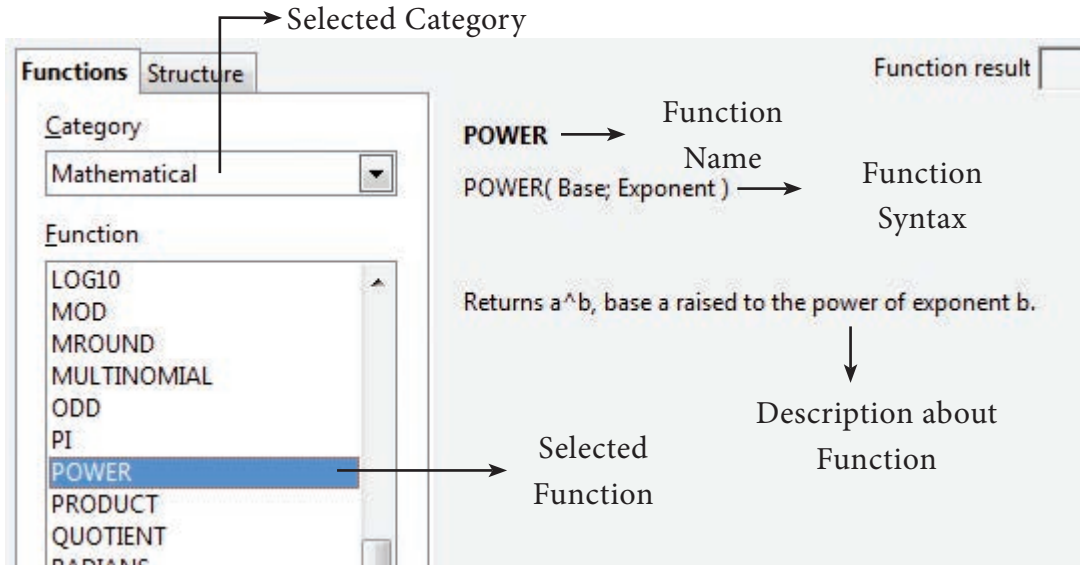 Selected Category
Functions Structure
Function result
Category
Mathematical
Function
LOG10
MOD
MROUND
MULTINOMIAL
ODD
PI
POWER
PRODUCT
QUOTIENT
RADIANS
POWER
Function
Name
POWER( Base; Exponent )
Function
Syntax
Returns a^b, base a raised to the power of exponent b.
Description about
Function
Selected
Function